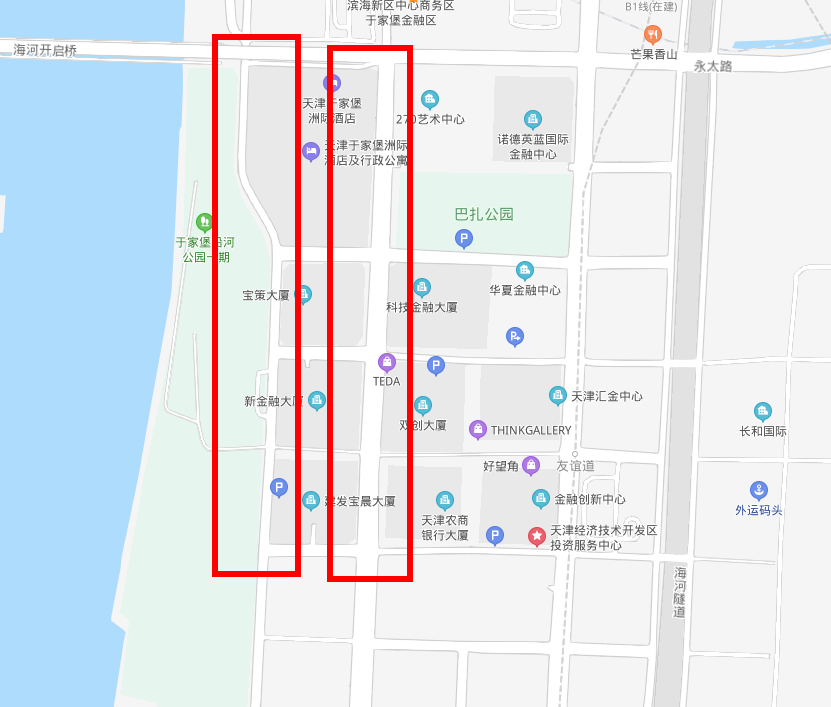 滨海新区中心商务区
于家堡金融区
B1线(在建)
海河开启桥
芒果香山
永太路
天津于家堡
洲际酒店
270艺术中心
诺德英蓝国际
金融中心
天津于家堡洲际
酒店及行政公寓
巴扎公园
P
于家堡沿河
公园一期
宝策大厦
科技金融大厦
华夏金融中心
P
TEDA
P
新金融大厦
双创大厦
天津汇金中心
THINKGALLERY
长和国际
好望角
友谊道
P
建发宝晨大厦
天津农商
银行大厦
金融创新中心
外运码头
P
天津经济技术开发区
投资服务中心
海河隧道